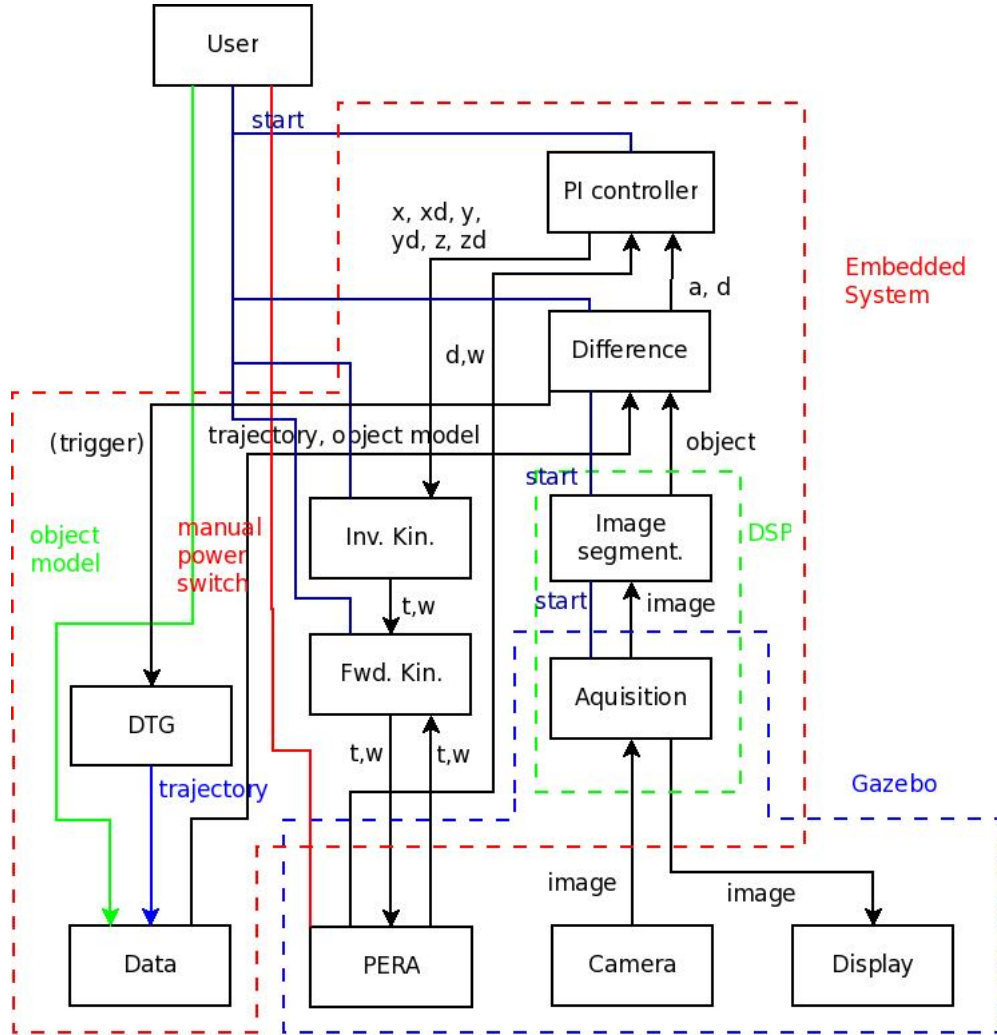 User
start
PI controller
x, xd, y,
yd, z, zd
Embedded
System
a, d
Difference
d,w
(trigger)
trajectory, object model
object
start
object
model
manual
power
switch
Inv. Kin.
Image
segment.
DSP
t,w
start
image
Fwd. Kin.
Aquisition
DTG
t,w
t,w
trajectory
Gazebo
image
image
Data
PERA
Camera
Display